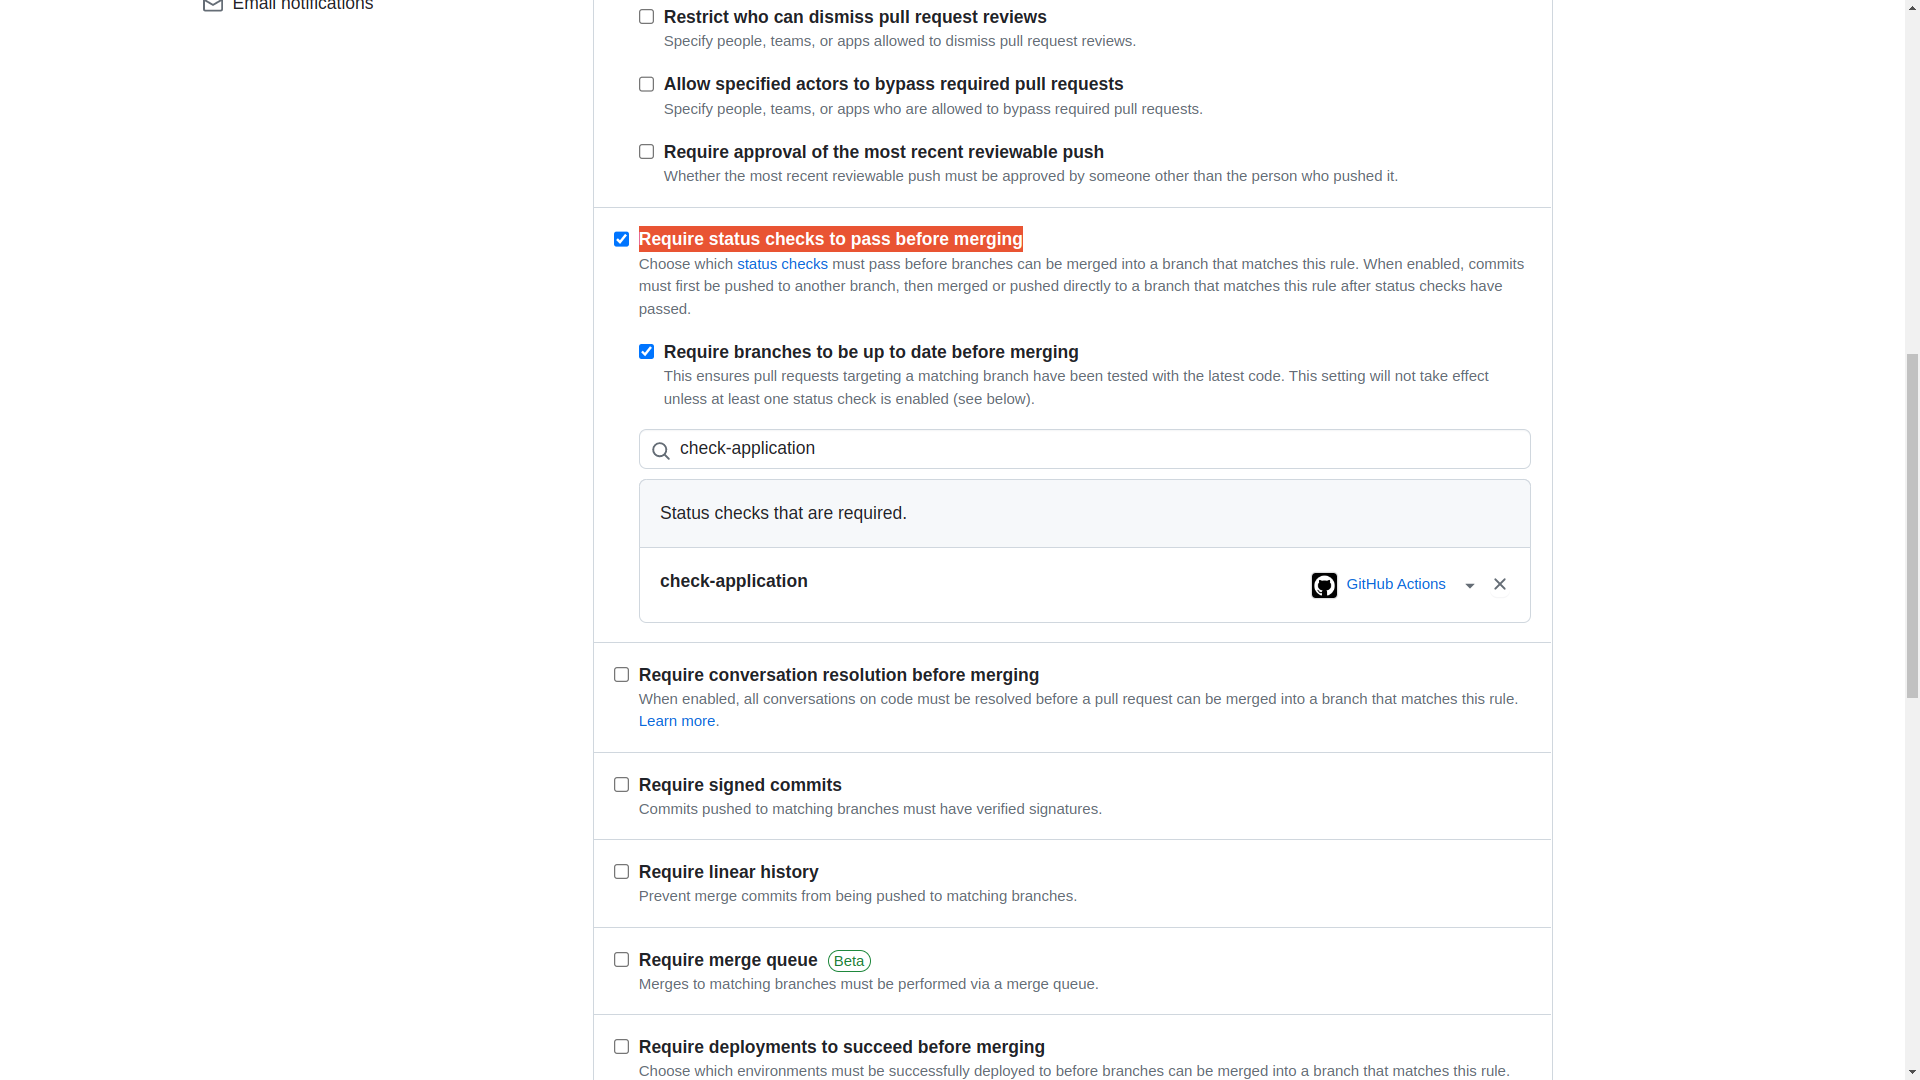 Email notifications
Restrict who can dismiss pull request reviews
Specify people, teams, or apps allowed to dismiss pull request reviews.
Allow specified actors to bypass required pull requests
Specify people, teams, or apps who are allowed to bypass required pull requests.
Require approval of the most recent reviewable push
Whether the most recent reviewable push must be approved by someone other than the person who pushed it.
Require status checks to pass before merging
Choose which status checks must pass before branches can be merged into a branch that matches this rule. When enabled, commits
must first be pushed to another branch, then merged or pushed directly to a branch that matches this rule after status checks have
passed.
Require branches to be up to date before merging
This ensures pull requests targeting a matching branch have been tested with the latest code. This setting will not take effect
unless at least one status check is enabled (see below).
check-application
Status checks that are required.
check-application
GitHub Actions
Require conversation resolution before merging
When enabled, all conversations on code must be resolved before a pull request can be merged into a branch that matches this rule.
Learn more.
Require signed commits
Commits pushed to matching branches must have verified signatures.
Require linear history
Prevent merge commits from being pushed to matching branches.
Require merge queue Beta
Merges to matching branches must be performed via a merge queue.
Require deployments to succeed before merging
Choose which environments must be successfully deployed to before branches can be merged into a branch that matches this rule.